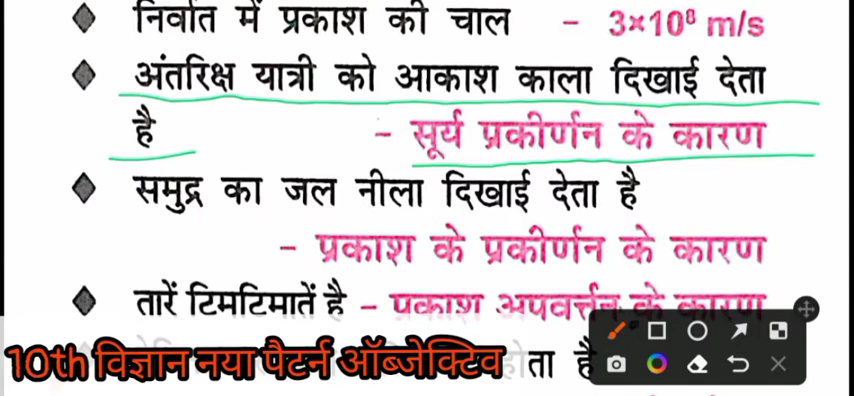 निर्वात में प्रकाश की चाल - 3×10⁸ m/s
अंतरिक्ष यात्री को आकाश काला दिखाई देता
है - सूर्य प्रकीर्णन के कारण
समुद्र का जल नीला दिखाई देता है
- प्रकाश के प्रकीर्णन के कारण
तारें टिमटिमातें है - प्रकाश अपवर्त्तन के कारण
10th विज्ञान नया पैटर्न ऑब्जेक्टिव
ता है